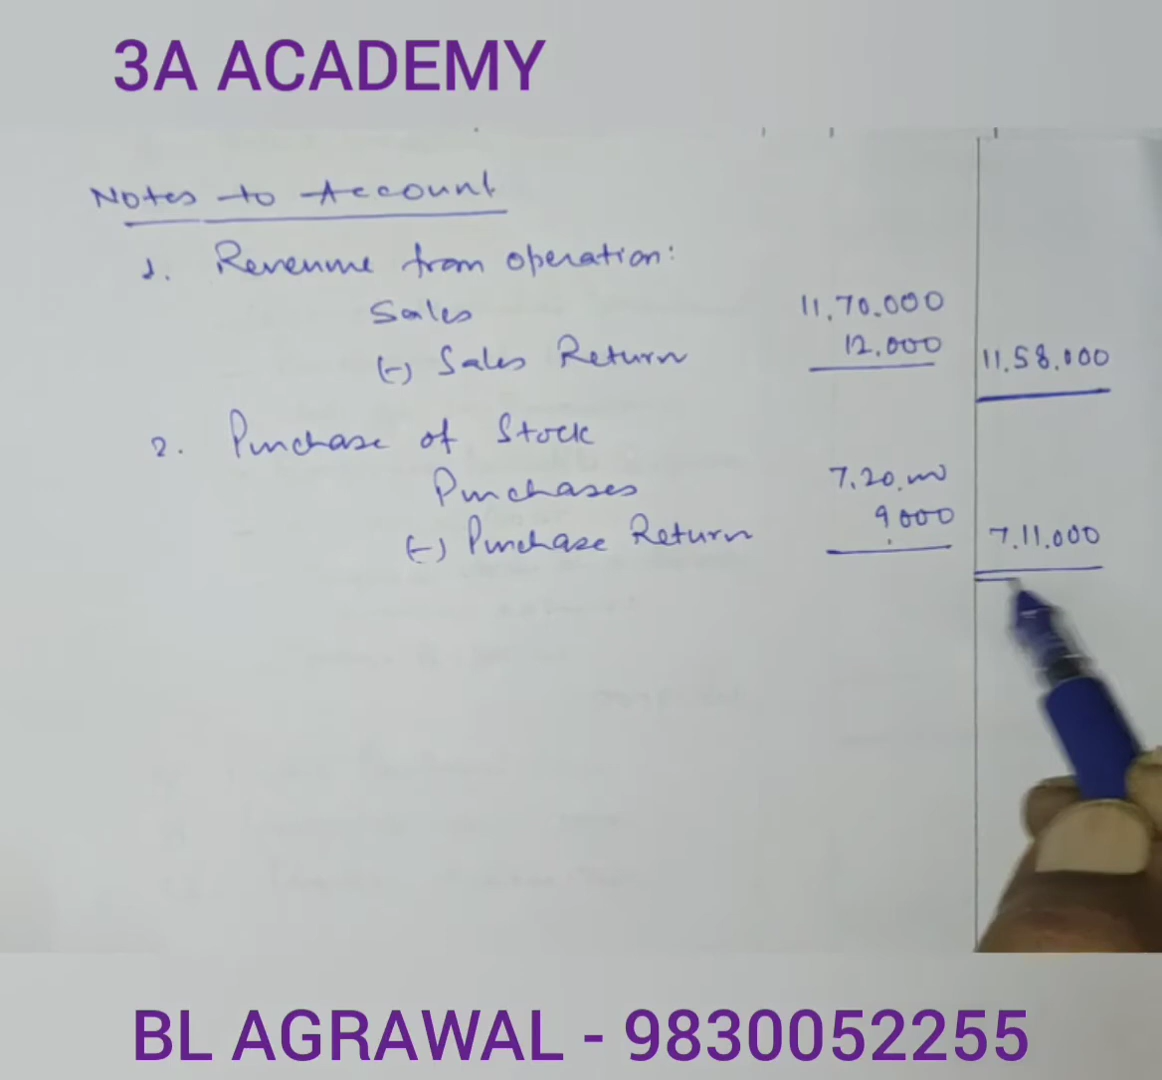 3A ACADEMY
Notes to Account
1. Revenue from operation:
Sales 11,70.000
(-) Sales Return 12.000 11.58.000
2. Purchase of Stock
Purchases 7.20.000
(-) Purchase Return 9000 7.11.000
BL AGRAWAL - 9830052255